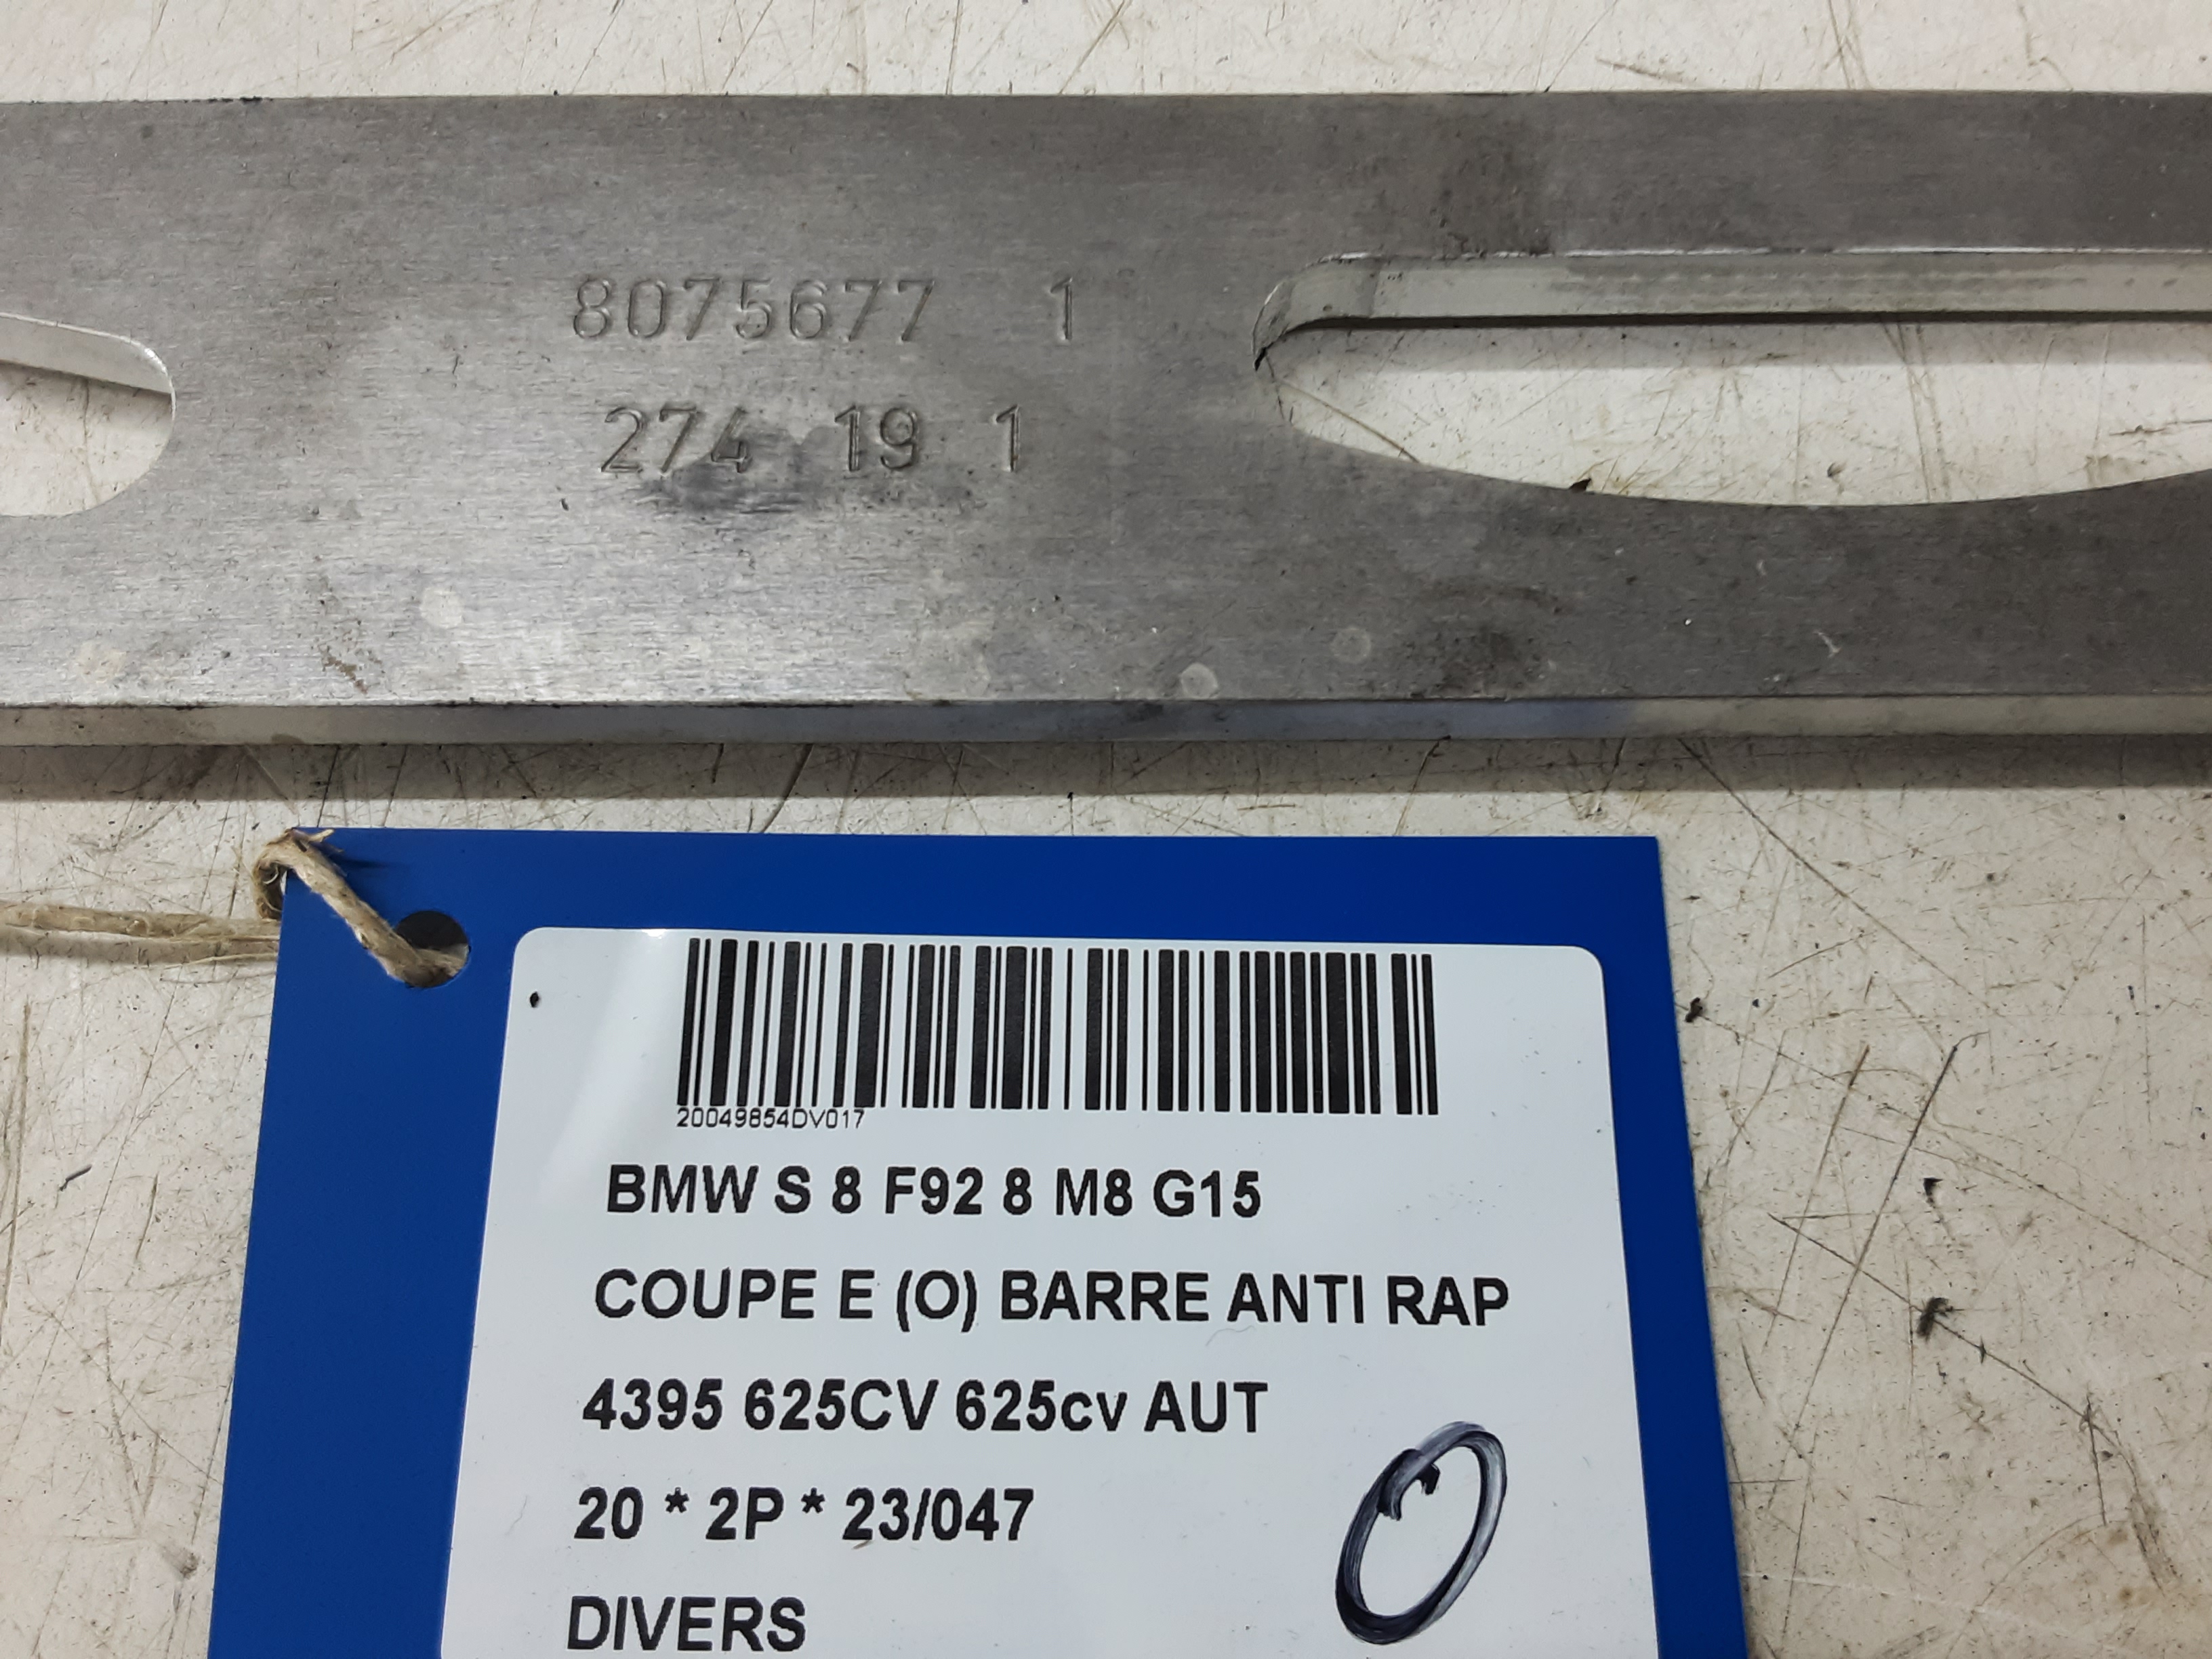 8075677 1
274 19 1
20049854DV017
BMW S 8 F92 8 M8 G15
COUPE E (O) BARRE ANTI RAP
4395 625CV 625cv AUT
20 * 2P * 23/047
DIVERS
O